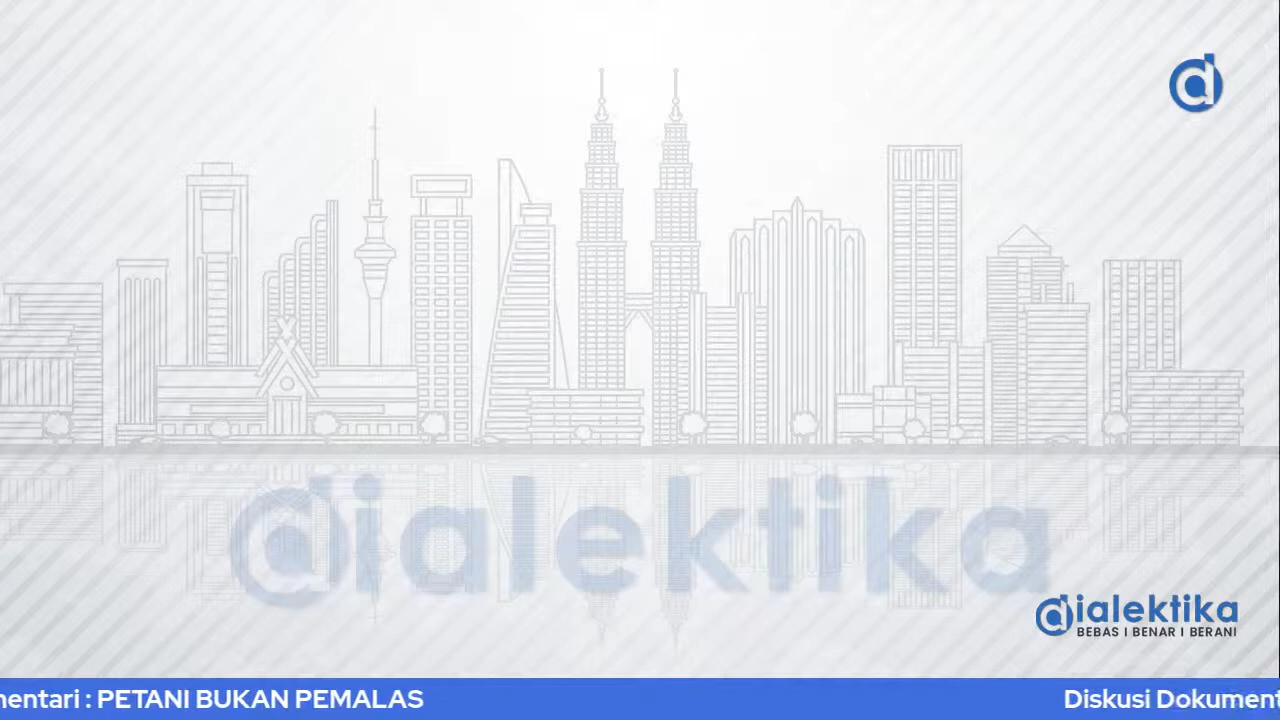 dialektika
dialektika
BEBAS | BENAR | BERANI
mentari : PETANI BUKAN PEMALAS
Diskusi Dokument